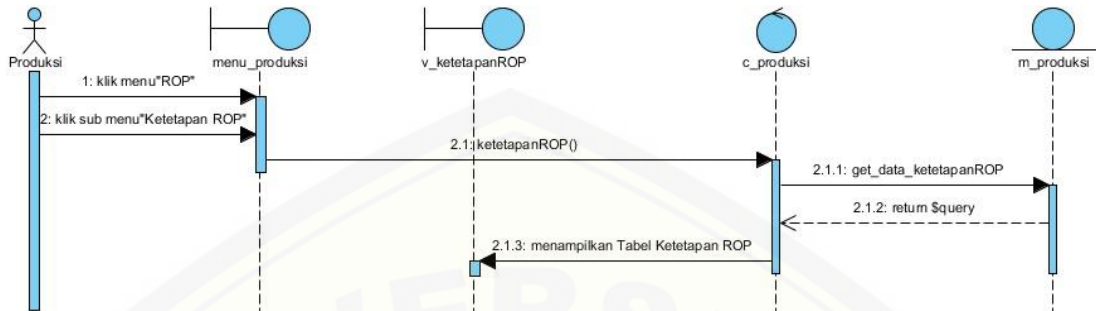 Produksi
menu_produksi
v_ketetapanROP
c_produksi
m_produksi
1: klik menu"ROP"
2: klik sub menu"Ketetapan ROP"
2.1: ketetapanROP()
2.1.1: get_data_ketetapanROP
2.1.2: return $query
2.1.3: menampilkan Tabel Ketetapan ROP